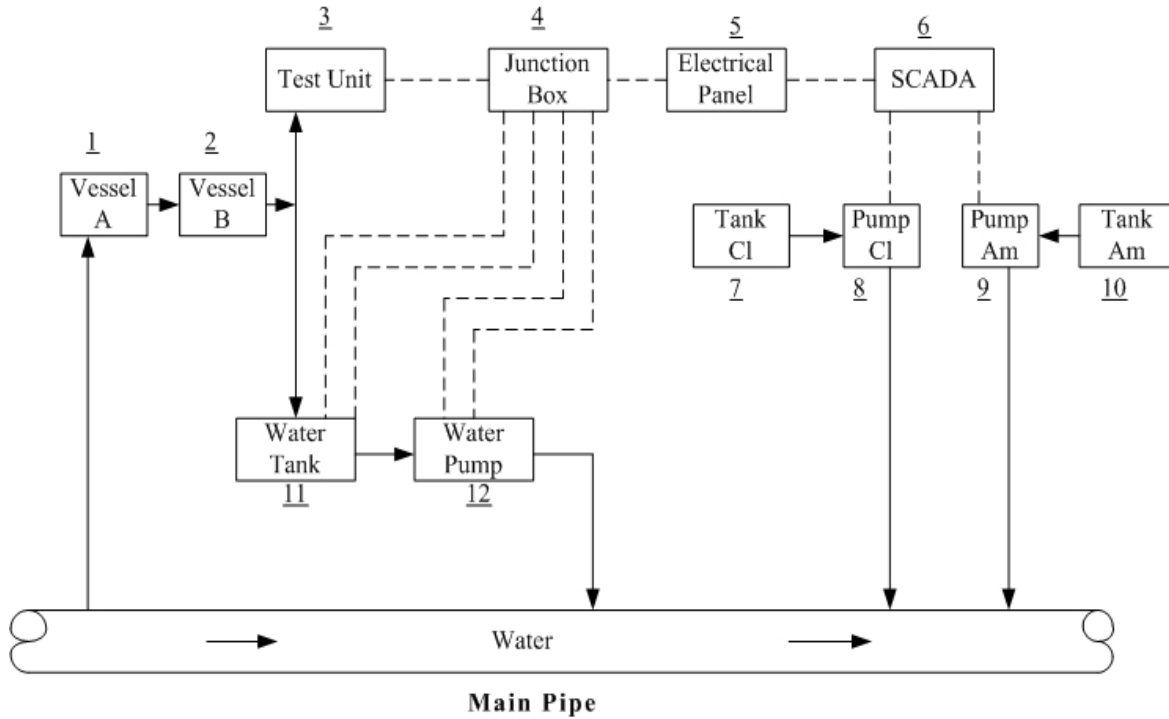 3
4
5
6
Test Unit
Junction
Box
Electrical
Panel
SCADA
1
2
Vessel
A
Vessel
B
Tank
Cl
Pump
Cl
Pump
Am
Tank
Am
7
8
9
10
Water
Tank
Water
Pump
11
12
Water
Main Pipe